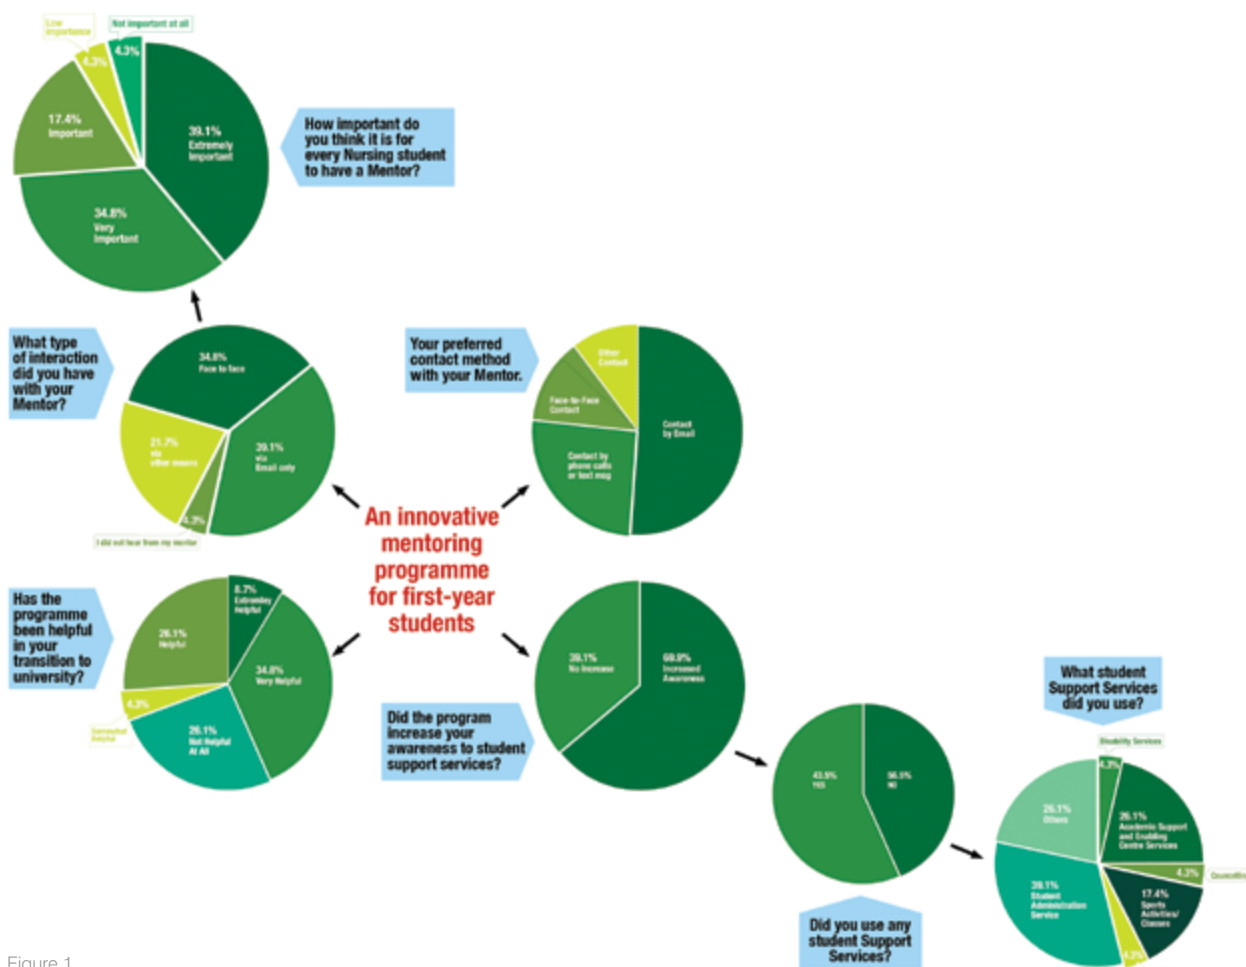 Low
importance
Not important at all
4.3%
4.3%
17.4%
Important
39.1%
Extremely
Important
34.8%
Very
Important
How important do
you think it is for
every Nursing student
to have a Mentor?
What type
of interaction
did you have
with your
Mentor?
34.8%
Face to face
21.7%
via
other means
39.1%
via
Email only
4.3%
I did not hear from my mentor
Your preferred
contact method
with your Mentor.
Other
Contact
Face-to-Face
Contact
Contact
by Email
Contact by
phone calls
or text msg
An innovative
mentoring
programme
for first-year
students
Has the
programme
been helpful
in your
transition to
university?
8.7%
Extremley
Helpful
26.1%
Helpful
34.8%
Very Helpful
4.3%
Somewhat
Helpful
26.1%
Not Helpful
At All
Did the program
increase your
awareness to student
support services?
39.1%
No Increase
69.9%
Increased
Awareness
43.5%
YES
56.5%
NO
Did you use any
student Support
Services?
What student
Support Services
did you use?
Disability Services
4.3%
26.1%
Others
26.1%
Academic Support
and Enabling
Centre Services
4.3%
39.1%
Student
Administration
Service
17.4%
Sports
Activities/
Classes
4.3%
Figure 1